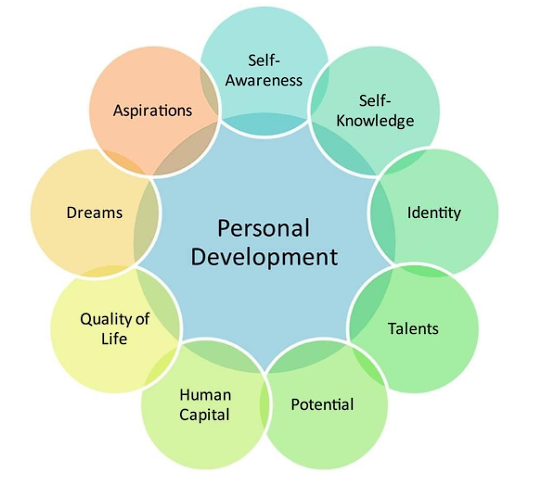 Self-
Awareness
Self-
Knowledge
Aspirations
Dreams
Identity
Personal
Development
Quality of
Life
Talents
Human
Capital
Potential